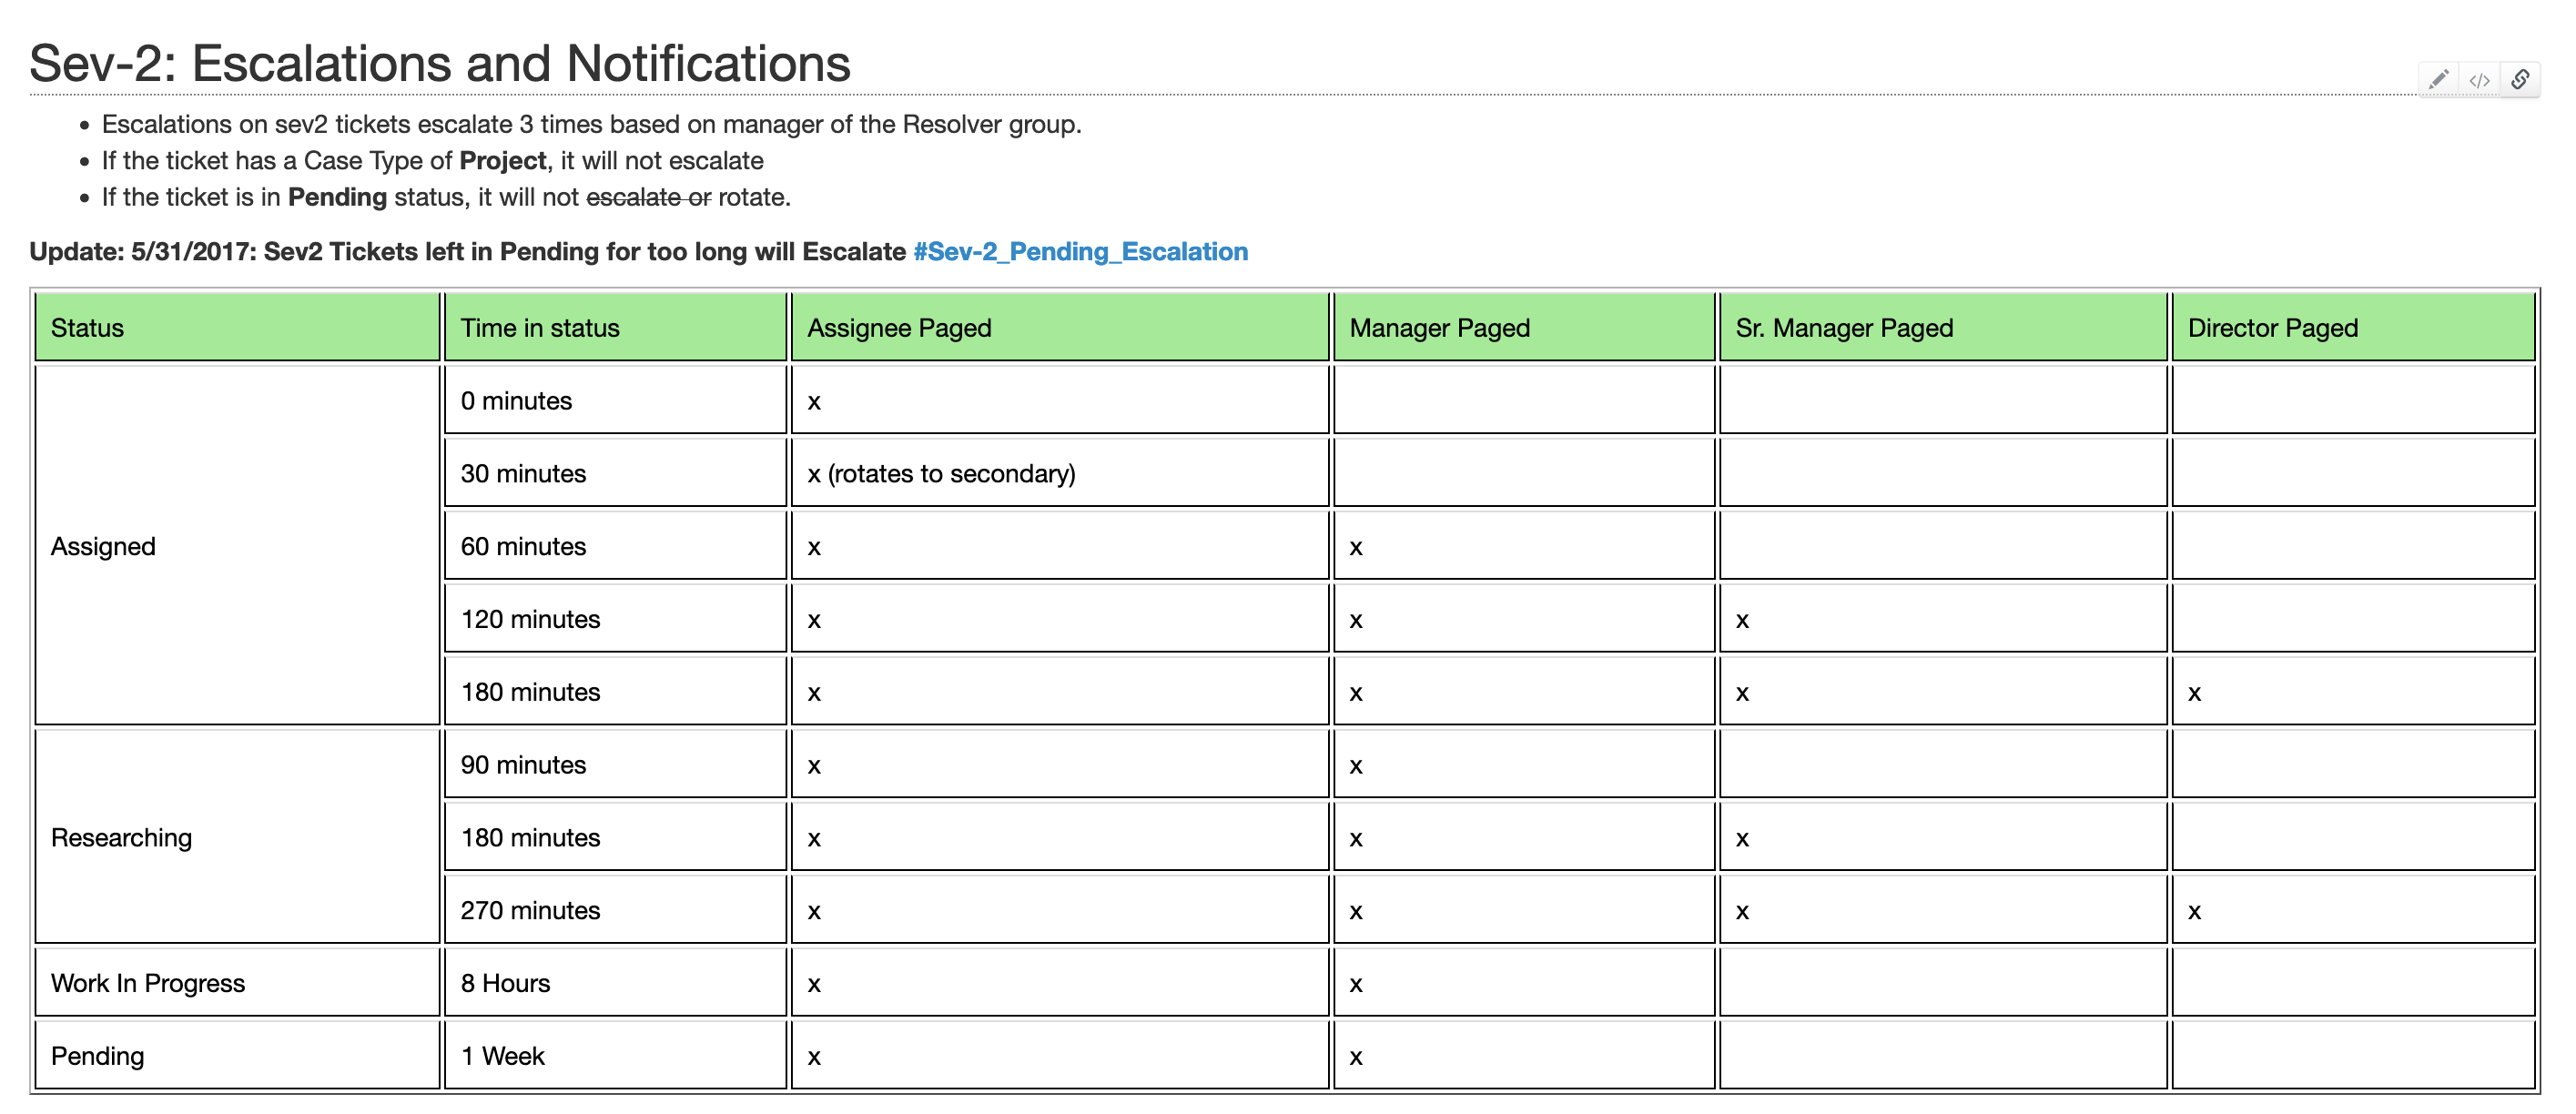 Sev-2: Escalations and Notifications
</>
• Escalations on sev2 tickets escalate 3 times based on manager of the Resolver group.
• If the ticket has a Case Type of Project, it will not escalate
• If the ticket is in Pending status, it will not escalate or rotate.
Update: 5/31/2017: Sev2 Tickets left in Pending for too long will Escalate #Sev-2_Pending_Escalation
Status Time in status Assignee Paged Manager Paged Sr. Manager Paged Director Paged
0 minutes x
30 minutes x (rotates to secondary)
Assigned 60 minutes x x
120 minutes x x x
180 minutes x x x x
90 minutes x x
Researching 180 minutes x x x
270 minutes x x x x
Work In Progress 8 Hours x x
Pending 1 Week x x